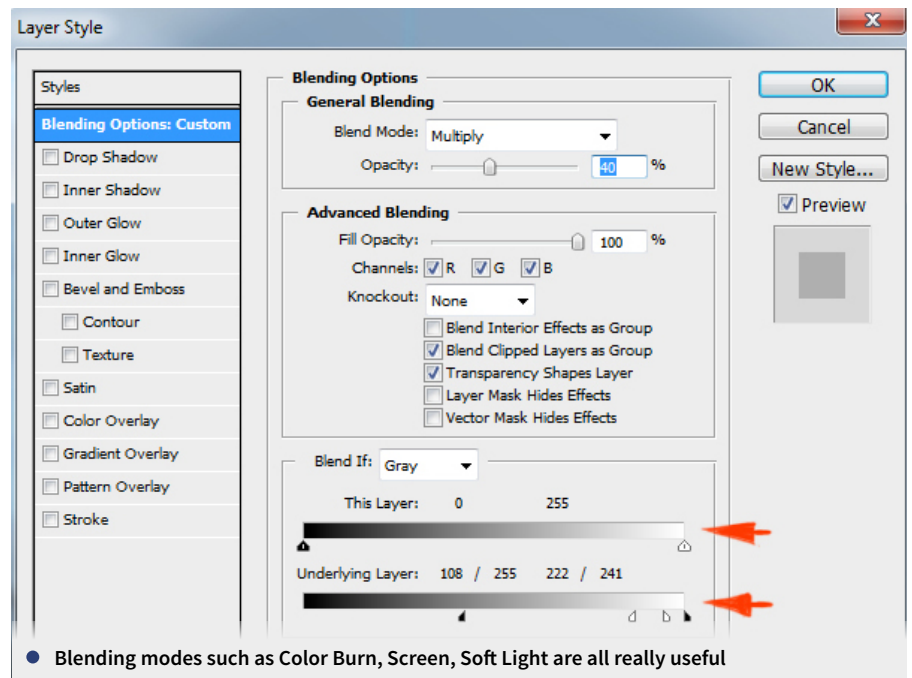 Layer Style
Styles
Blending Options: Custom
Drop Shadow
Inner Shadow
Outer Glow
Inner Glow
Bevel and Emboss
Contour
Texture
Satin
Color Overlay
Gradient Overlay
Pattern Overlay
Stroke
Blending Options
General Blending
Blend Mode: Multiply
Opacity: 40 %
Advanced Blending
Fill Opacity: 100 %
Channels: R G B
Knockout: None
Blend Interior Effects as Group
Blend Clipped Layers as Group
Transparency Shapes Layer
Layer Mask Hides Effects
Vector Mask Hides Effects
Blend If: Gray
This Layer: 0 255
Underlying Layer: 108 / 255 222 / 241
OK
Cancel
New Style...
Preview
Blending modes such as Color Burn, Screen, Soft Light are all really useful